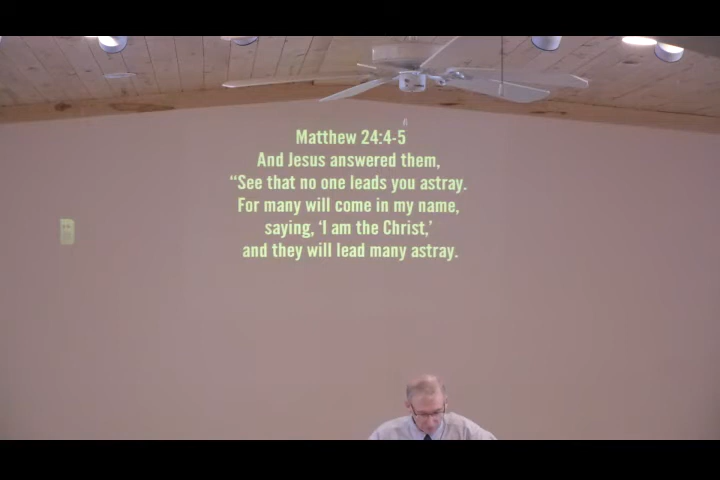 Matthew 24:4-5
And Jesus answered them,
“See that no one leads you astray.
For many will come in my name,
saying, ‘I am the Christ,’
and they will lead many astray.